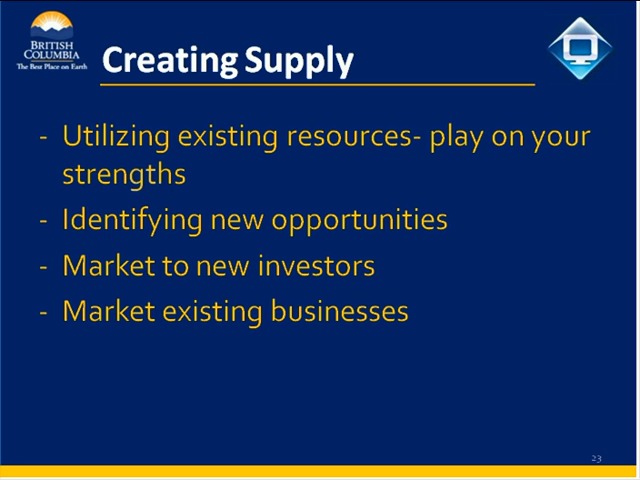 BRITISH
COLUMBIA
The Best Place on Earth
Creating Supply
- Utilizing existing resources- play on your
strengths
- Identifying new opportunities
- Market to new investors
- Market existing businesses
23